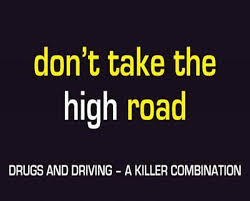 don't take the
high road
DRUGS AND DRIVING – A KILLER COMBINATION